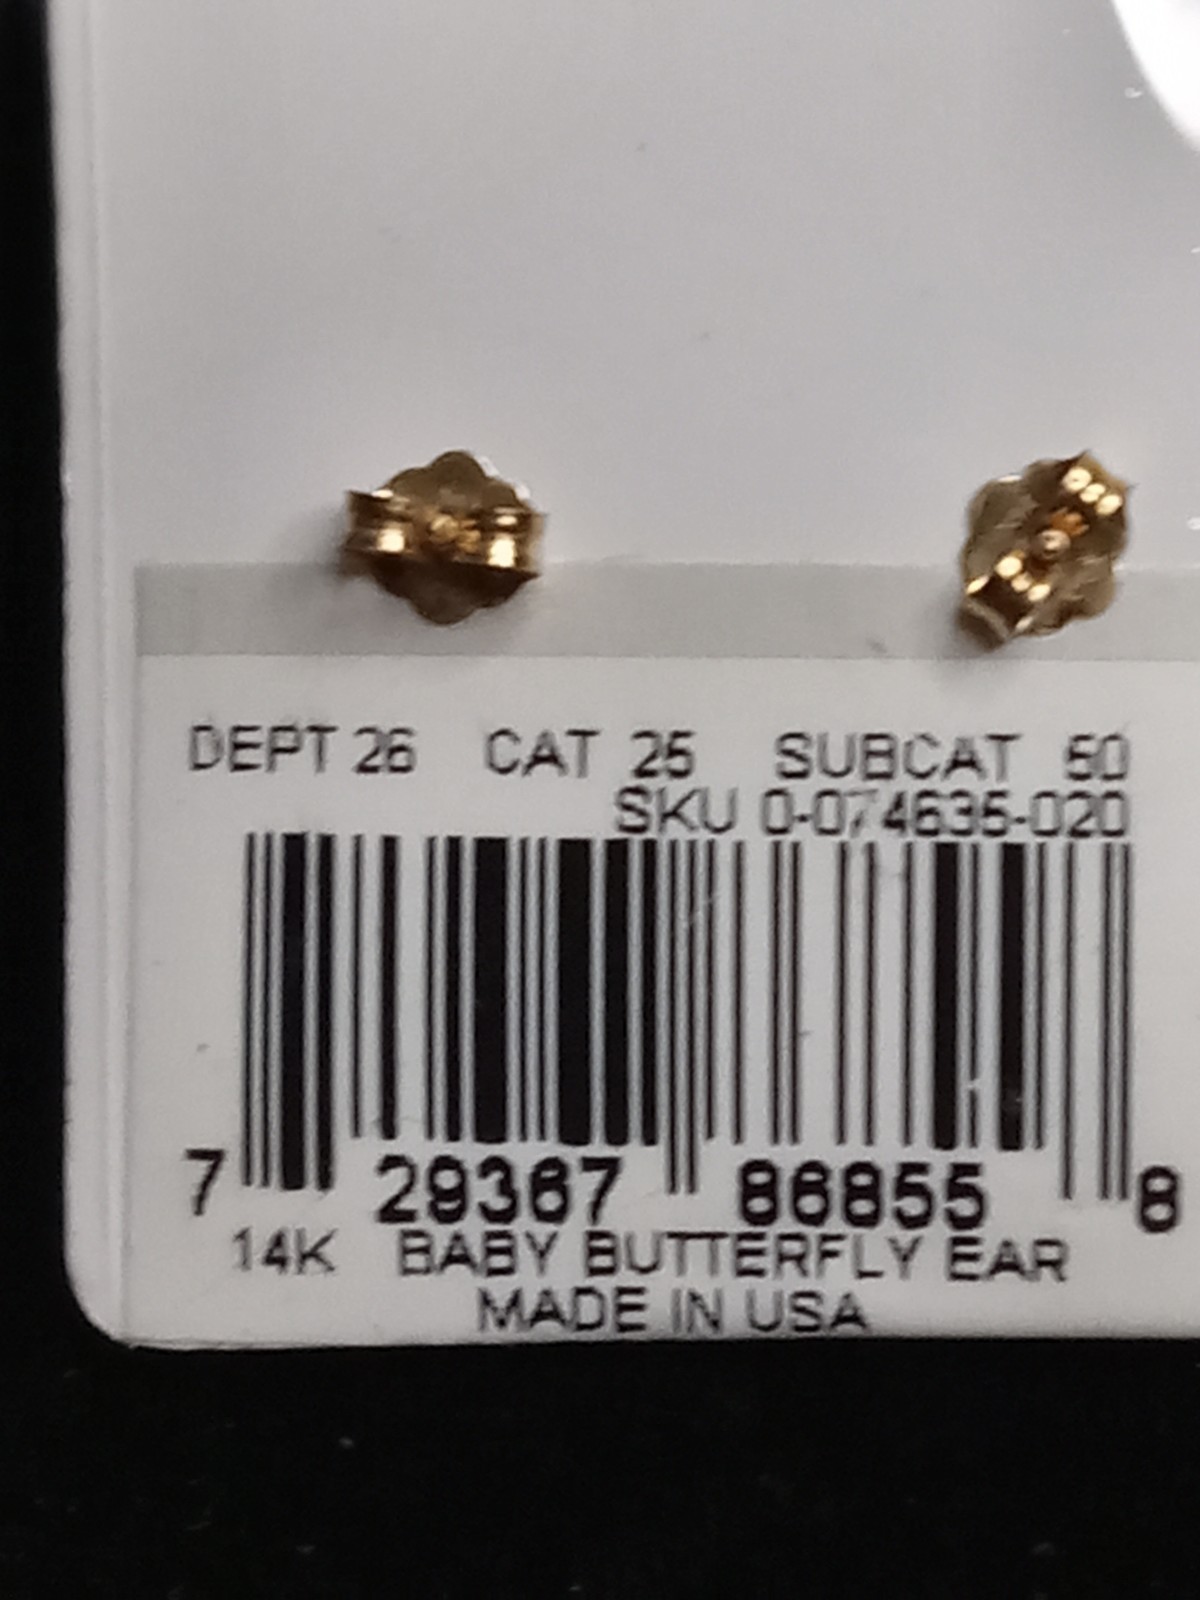 DEPT 26 CAT 25 SUBCAT 50
SKU 0-074635-020
7 29367 86855 8
14K BABY BUTTERFLY EAR
MADE IN USA